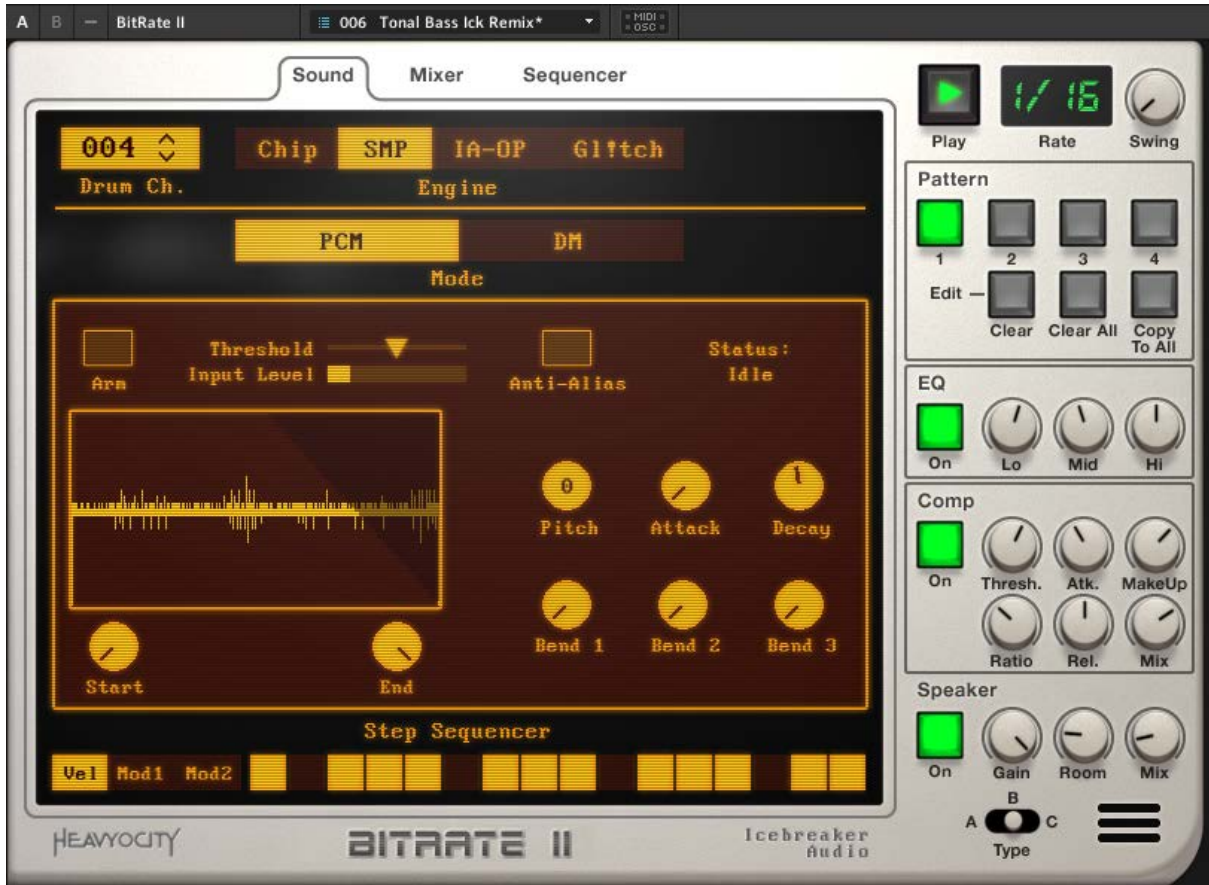 A B — BitRate II 006 Tonal Bass Ick Remix* MIDI
OSC
Sound Mixer Sequencer
004 Chip SMP IA-OP Gl!tch
Drum Ch. Engine
PCM DM
Mode
Threshold
Input Level
Arm
Anti-Alias
Status:
Idle
0
Pitch Attack Decay
Bend 1 Bend 2 Bend 3
Start End
Step Sequencer
Vel Mod1 Mod2
HEAVYOCITY BITRATE II Icebreaker
Audio
1/16
Play Rate Swing
Pattern
1 2 3 4
Edit —
Clear Clear All Copy
To All
EQ
On Lo Mid Hi
Comp
On Thresh. Atk. MakeUp
Ratio Rel. Mix
Speaker
On Gain Room Mix
B
A C
Type